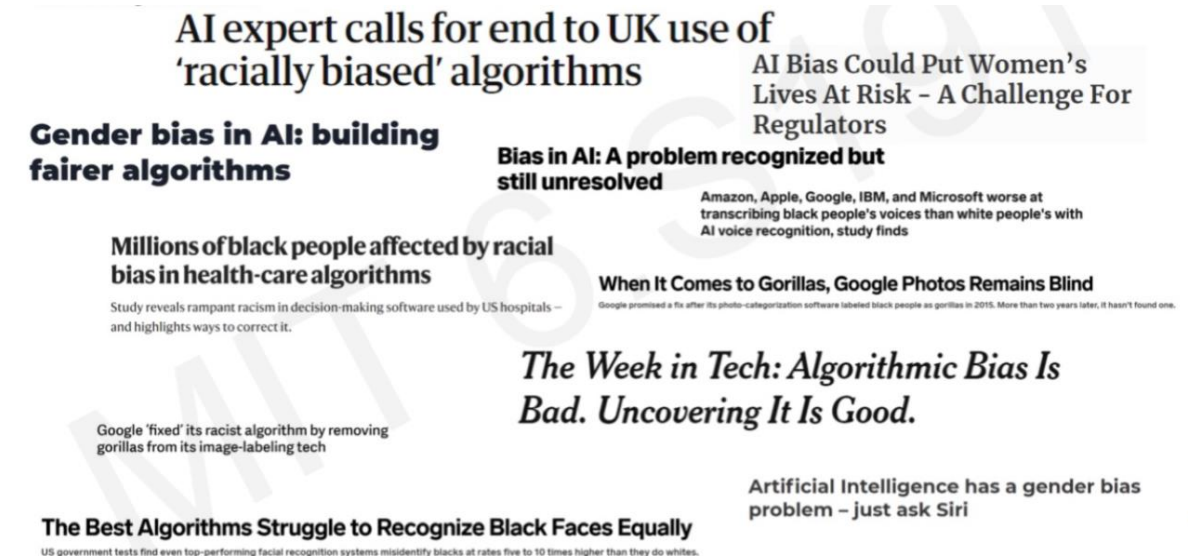 AI expert calls for end to UK use of
‘racially biased’ algorithms
AI Bias Could Put Women’s
Lives At Risk – A Challenge For
Regulators
Gender bias in AI: building
fairer algorithms
Bias in AI: A problem recognized but
still unresolved
Amazon, Apple, Google, IBM, and Microsoft worse at
transcribing black people's voices than white people's with
AI voice recognition, study finds
Millions of black people affected by racial
bias in health-care algorithms
Study reveals rampant racism in decision-making software used by US hospitals –
and highlights ways to correct it.
When It Comes to Gorillas, Google Photos Remains Blind
Google promised a fix after its photo-categorization software labeled black people as gorillas in 2015. More than two years later, it hasn't found one.
The Week in Tech: Algorithmic Bias Is
Bad. Uncovering It Is Good.
Google ‘fixed’ its racist algorithm by removing
gorillas from its image-labeling tech
Artificial Intelligence has a gender bias
problem – just ask Siri
The Best Algorithms Struggle to Recognize Black Faces Equally
US government tests find even top-performing facial recognition systems misidentify blacks at rates five to 10 times higher than they do whites.
MIT 6.S191